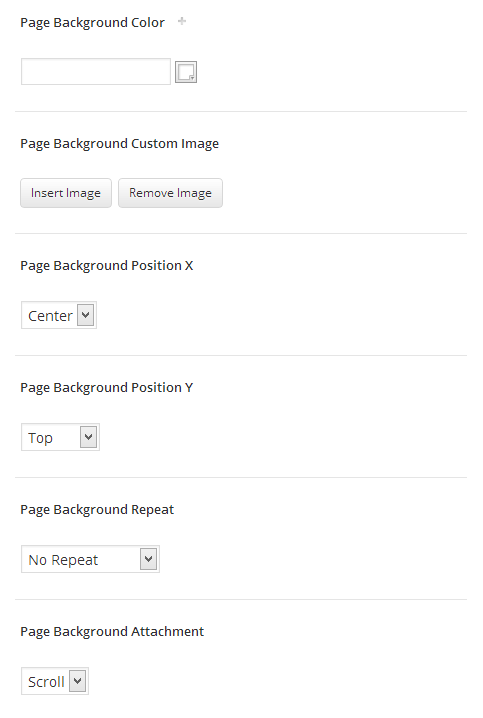 Page Background Color +
Page Background Custom Image
Insert Image Remove Image
Page Background Position X
Center
Page Background Position Y
Top
Page Background Repeat
No Repeat
Page Background Attachment
Scroll